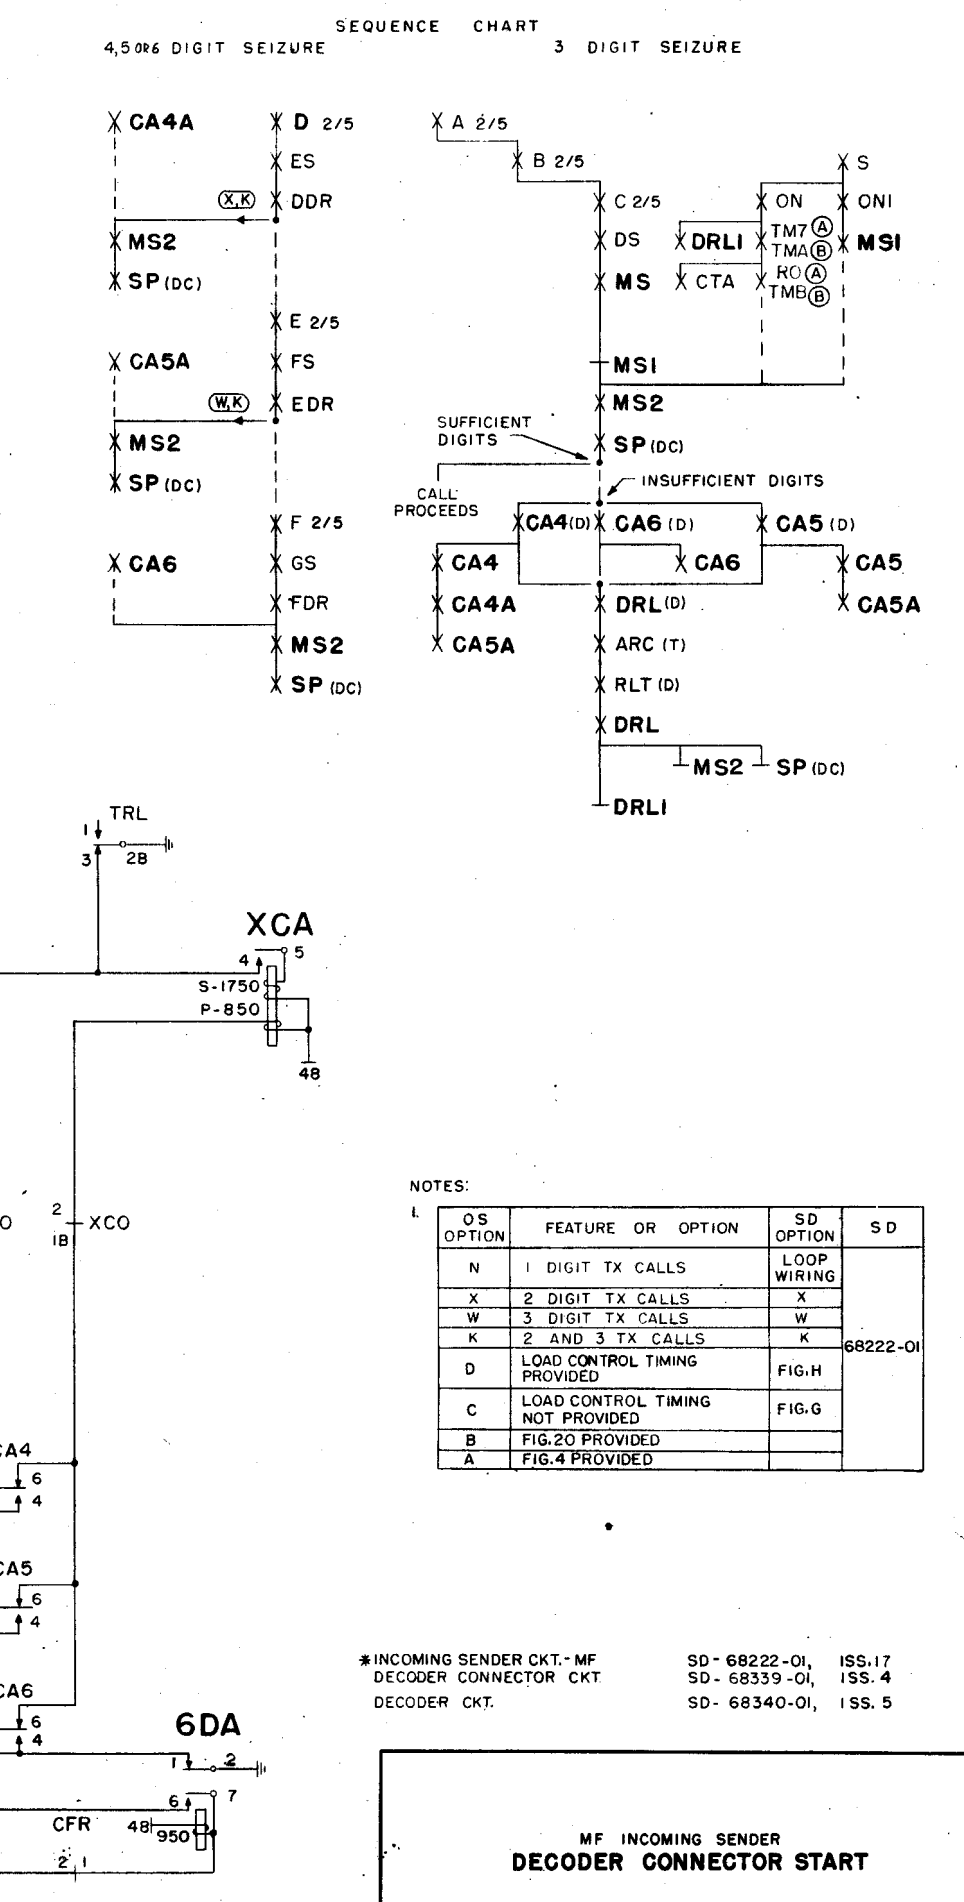 SEQUENCE CHART
4,5 OR 6 DIGIT SEIZURE
3 DIGIT SEIZURE
CA4A
D 2/5
ES
X,K
DDR
MS2
SP (DC)
E 2/5
CA5A
FS
W,K
EDR
MS2
SP (DC)
F 2/5
CA6
GS
FDR
MS2
SP (DC)
A 2/5
B 2/5
S
C 2/5
ON
ON1
DS
DRL1
TM7 A
TMA B
MS1
MS
CTA
RO A
TMB B
MS1
MS2
SUFFICIENT
DIGITS
SP (DC)
INSUFFICIENT DIGITS
CALL
PROCEEDS
CA4 (D)
CA6 (D)
CA5 (D)
CA4
CA6
CA5
CA4A
DRL (D)
CA5A
CA5A
ARC (T)
RLT (D)
DRL
MS2
SP (DC)
DRL1
TRL
1
3
2B
XCA
4
5
S-1750
P-850
48
2
XCO
1B
O
CA4
6
4
CA5
6
4
CA6
6
4
6DA
1
2
7
6
CFR
48
950
2
1
NOTES:
1.
OS OPTION
FEATURE OR OPTION
SD OPTION
SD
N
1 DIGIT TX CALLS
LOOP WIRING
X
2 DIGIT TX CALLS
X
W
3 DIGIT TX CALLS
W
K
2 AND 3 TX CALLS
K
68222-01
D
LOAD CONTROL TIMING
PROVIDED
FIG.H
C
LOAD CONTROL TIMING
NOT PROVIDED
FIG.G
B
FIG.20 PROVIDED
A
FIG.4 PROVIDED
*INCOMING SENDER CKT.-MF SD-68222-01, ISS.17
DECODER CONNECTOR CKT. SD-68339-01, ISS. 4
DECODER CKT. SD-68340-01, ISS. 5
MF INCOMING SENDER
DECODER CONNECTOR START